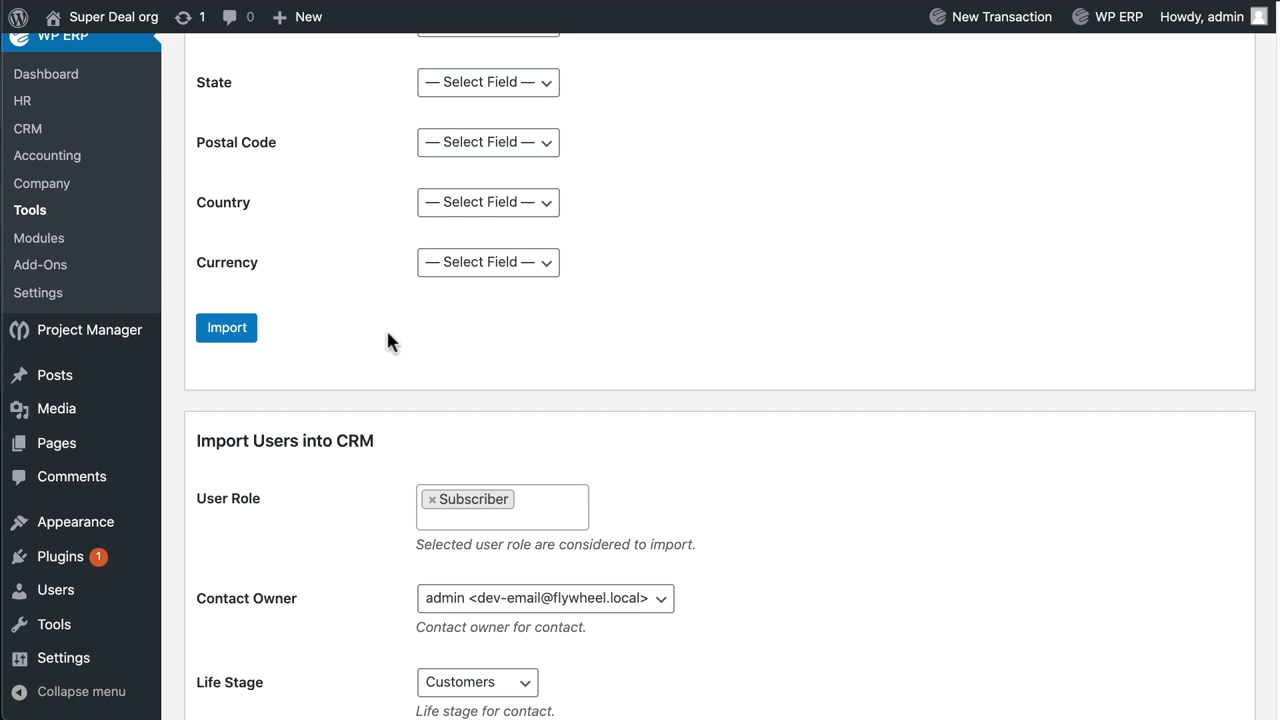 Super Deal org 1 0 New New Transaction WP ERP Howdy, admin
WP ERP
Dashboard
HR
CRM
Accounting
Company
Tools
Modules
Add-Ons
Settings
Project Manager
Posts
Media
Pages
Comments
Appearance
Plugins 1
Users
Tools
Settings
Collapse menu
State — Select Field —
Postal Code — Select Field —
Country — Select Field —
Currency — Select Field —
Import
Import Users into CRM
User Role × Subscriber
Selected user role are considered to import.
Contact Owner admin <dev-email@flywheel.local>
Contact owner for contact.
Life Stage Customers
Life stage for contact.